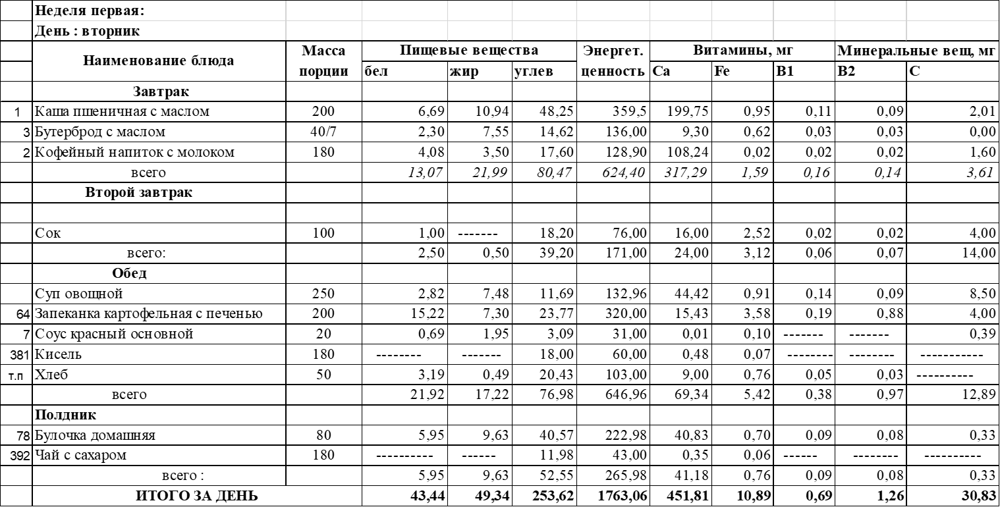 Неделя первая:
День : вторник
Наименование блюда Масса порции Пищевые вещества Энергет. ценность Витамины, мг Минеральные вещ, мг
бел жир углев Ca Fe B1 B2 C
Завтрак
1 Каша пшеничная с маслом 200 6,69 10,94 48,25 359,5 199,75 0,95 0,11 0,09 2,01
3 Бутерброд с маслом 40/7 2,30 7,55 14,62 136,00 9,30 0,62 0,03 0,03 0,00
2 Кофейный напиток с молоком 180 4,08 3,50 17,60 128,90 108,24 0,02 0,02 0,02 1,60
всего 13,07 21,99 80,47 624,40 317,29 1,59 0,16 0,14 3,61
Второй завтрак
Сок 100 1,00 ------- 18,20 76,00 16,00 2,52 0,02 0,02 4,00
всего: 2,50 0,50 39,20 171,00 24,00 3,12 0,06 0,07 14,00
Обед
Суп овощной 250 2,82 7,48 11,69 132,96 44,42 0,91 0,14 0,09 8,50
64 Запеканка картофельная с печенью 200 15,22 7,30 23,77 320,00 15,43 3,58 0,19 0,88 4,00
7 Соус красный основной 20 0,69 1,95 3,09 31,00 0,01 0,10 ------- ------- 0,39
381 Кисель 180 -------- ------- 18,00 60,00 0,48 0,07 -------- -------- -----------
т.п Хлеб 50 3,19 0,49 20,43 103,00 9,00 0,76 0,05 0,03 ----------
всего 21,92 17,22 76,98 646,96 69,34 5,42 0,38 0,97 12,89
Полдник
78 Булочка домашняя 80 5,95 9,63 40,57 222,98 40,83 0,70 0,09 0,08 0,33
392 Чай с сахаром 180 ---------- ------ 11,98 43,00 0,35 0,06 ------ -------- ----------
всего : 5,95 9,63 52,55 265,98 41,18 0,76 0,09 0,08 0,33
ИТОГО ЗА ДЕНЬ 43,44 49,34 253,62 1763,06 451,81 10,89 0,69 1,26 30,83